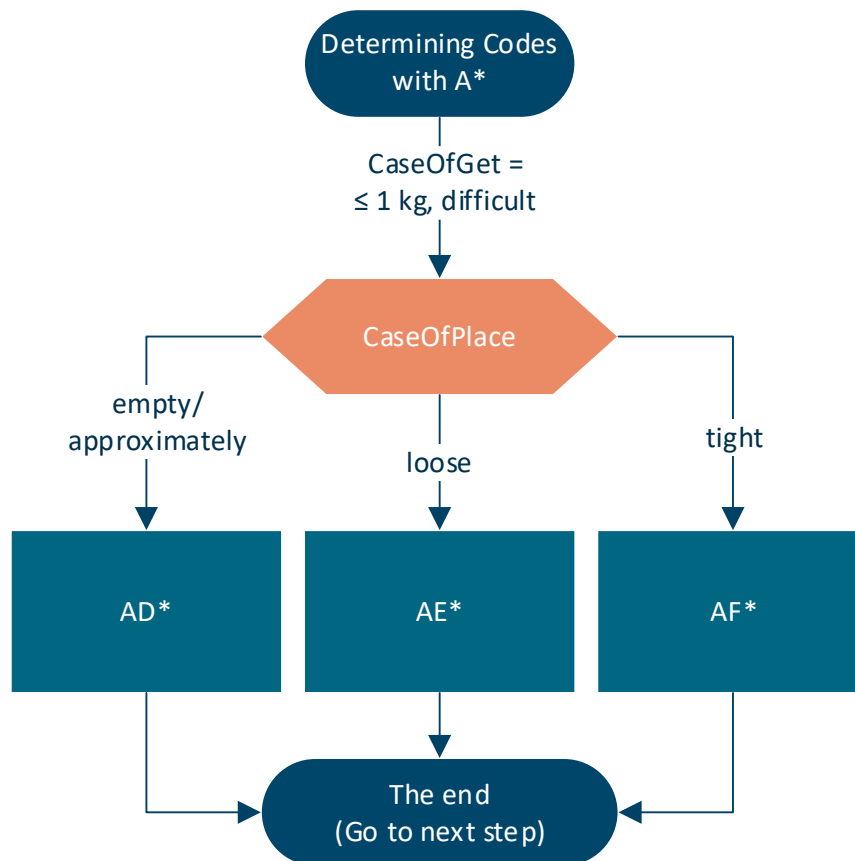 Determining Codes
with A*
CaseOfGet =
≤ 1 kg, difficult
CaseOfPlace
empty/
approximately
loose
tight
AD*
AE*
AF*
The end
(Go to next step)